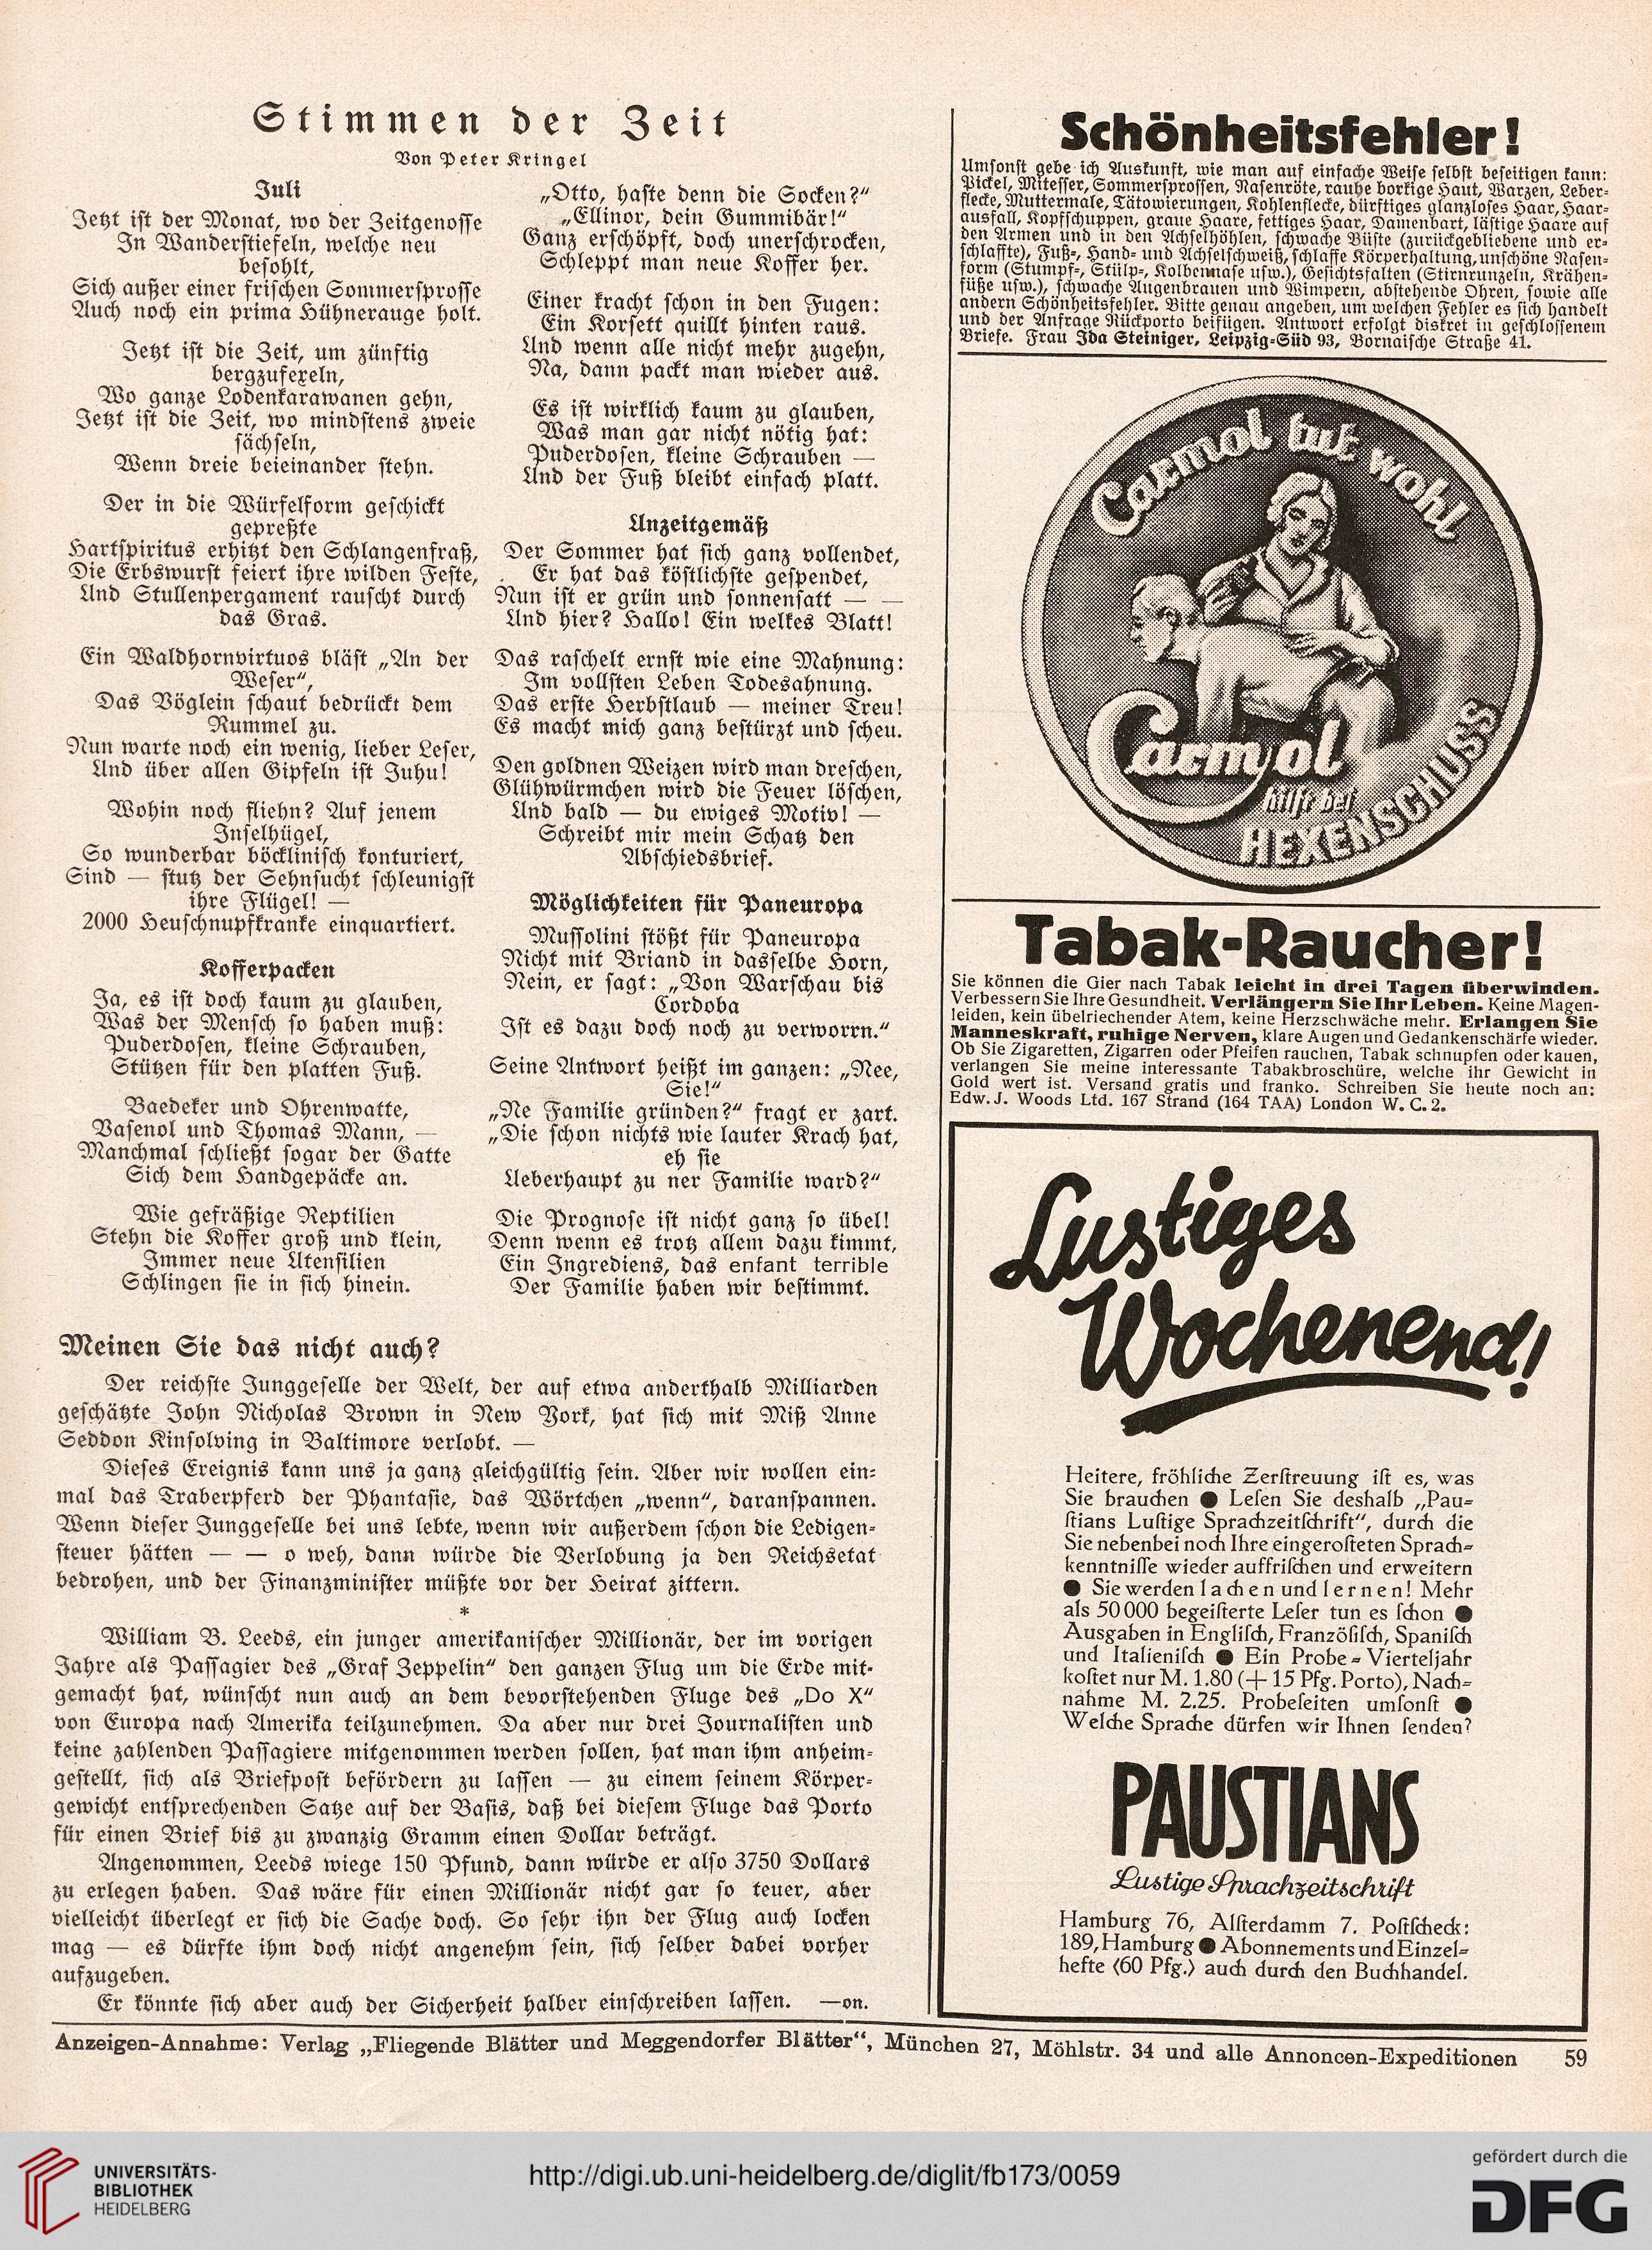 Stimmen der Zeit
Von Peter Kringel
Juli
Jetzt ist der Monat, wo der Zeitgenosse
In Wanderstiefeln, welche neu
besohlt,
Sich außer einer frischen Sommersprosse
Auch noch ein prima Hühnerauge holt.
Jetzt ist die Zeit, um zünftig
bergzufexeln,
Wo ganze Lodenkarawanen gehn,
Jetzt ist die Zeit, wo mindstens zweie
sächseln,
Wenn dreie beieinander stehn.
Der in die Würfelform geschickt
gepreßte
Hartspiritus erhitzt den Schlangenfraß,
Die Erbswurst feiert ihre wilden Feste,
Und Stullenpergament rauscht durch
das Gras.
Ein Waldhornvirtuos bläst „An der
Weser“,
Das Vöglein schaut bedrückt dem
Rummel zu.
Nun warte noch ein wenig, lieber Leser,
Und über allen Gipfeln ist Juhu!
Wohin noch fliehn? Auf jenem
Inselhügel,
So wunderbar böcklinisch konturiert,
Sind — stutz der Sehnsucht schleunigst
ihre Flügel! —
2000 Heuschnupfkranke einquartiert.
Kofferpacken
Ja, es ist doch kaum zu glauben,
Was der Mensch so haben muß:
Puderdosen, kleine Schrauben,
Stützen für den platten Fuß.
Baedeker und Ohrenwatte,
Vasenol und Thomas Mann, —
Manchmal schließt sogar der Gatte
Sich dem Handgepäcke an.
Wie gefräßige Reptilien
Stehn die Koffer groß und klein,
Immer neue Utensilien
Schlingen sie in sich hinein.
„Otto, haste denn die Socken?“
„Ellinor, dein Gummibär!“
Ganz erschöpft, doch unerschrocken,
Schleppt man neue Koffer her.
Einer kracht schon in den Fugen:
Ein Korsett quillt hinten raus.
Und wenn alle nicht mehr zugehn,
Na, dann packt man wieder aus.
Es ist wirklich kaum zu glauben,
Was man gar nicht nötig hat:
Puderdosen, kleine Schrauben —
Und der Fuß bleibt einfach platt.
Unzeitgemäß
Der Sommer hat sich ganz vollendet,
Er hat das köstlichste gespendet,
Nun ist er grün und sonnensatt — —
Und hier? Hallo! Ein welkes Blatt!
Das raschelt ernst wie eine Mahnung:
Im vollsten Leben Todesahnung.
Das erste Herbstlaub — meiner Treu!
Es macht mich ganz bestürzt und scheu.
Den goldnen Weizen wird man dreschen,
Glühwürmchen wird die Feuer löschen,
Und bald — du ewiges Motiv! —
Schreibt mir mein Schatz den
Abschiedsbrief.
Möglichkeiten für Paneuropa
Mussolini stößt für Paneuropa
Nicht mit Briand in dasselbe Horn,
Nein, er sagt: „Von Warschau bis
Cordoba
Ist es dazu doch noch zu verworrn.“
Seine Antwort heißt im ganzen: „Nee,
Sie!“
„Ne Familie gründen?“ fragt er zart.
„Die schon nichts wie lauter Krach hat,
eh sie
Ueberhaupt zu ner Familie ward?“
Die Prognose ist nicht ganz so übel!
Denn wenn es trotz allem dazu kimmt,
Ein Ingrediens, das enfant terrible
Der Familie haben wir bestimmt.
Meinen Sie das nicht auch?
Der reichste Junggeselle der Welt, der auf etwa anderthalb Milliarden
geschätzte John Nicholas Brown in New York, hat sich mit Miß Anne
Seddon Kinsolving in Baltimore verlobt. —
Dieses Ereignis kann uns ja ganz gleichgültig sein. Aber wir wollen ein-
mal das Traberpferd der Phantasie, das Wörtchen „wenn“, daranspannen.
Wenn dieser Junggeselle bei uns lebte, wenn wir außerdem schon die Ledigen-
steuer hätten — — o weh, dann würde die Verlobung ja den Reichsetat
bedrohen, und der Finanzminister müßte vor der Heirat zittern.
*
William B. Leeds, ein junger amerikanischer Millionär, der im vorigen
Jahre als Passagier des „Graf Zeppelin“ den ganzen Flug um die Erde mit-
gemacht hat, wünscht nun auch an dem bevorstehenden Fluge des „Do X“
von Europa nach Amerika teilzunehmen. Da aber nur drei Journalisten und
keine zahlenden Passagiere mitgenommen werden sollen, hat man ihm anheim-
gestellt, sich als Briefpost befördern zu lassen — zu einem seinem Körper-
gewicht entsprechenden Satze auf der Basis, daß bei diesem Fluge das Porto
für einen Brief bis zu zwanzig Gramm einen Dollar beträgt.
Angenommen, Leeds wiege 150 Pfund, dann würde er also 3750 Dollars
zu erlegen haben. Das wäre für einen Millionär nicht gar so teuer, aber
vielleicht überlegt er sich die Sache doch. So sehr ihn der Flug auch locken
mag — es dürfte ihm doch nicht angenehm sein, sich selber dabei vorher
aufzugeben.
Er könnte sich aber auch der Sicherheit halber einschreiben lassen. —on.
Schönheitsfehler!
Umsonst gebe ich Auskunft, wie man auf einfache Weise selbst beseitigen kann:
Pickel, Mitesser, Sommersprossen, Nasenröte, rauhe borkige Haut, Warzen, Leber-
flecke, Muttermale, Tätowierungen, Kohlenflecke, dürftiges glanzloses Haar, Haar-
ausfall, Kopfschuppen, graue Haare, fettiges Haar, Damenbart, lästige Haare auf
den Armen und in den Achselhöhlen, schwache Büste (zurückgebliebene und er-
schlaffte), Fuß-, Hand- und Achselschweiß, schlaffe Körperhaltung, unschöne Nasen-
form (Stumpf-, Stülp-, Kolbennase usw.), Gesichtsfalten (Stirnrunzeln, Krähen-
füße usw.), schwache Augenbrauen und Wimpern, abstehende Ohren, sowie alle
andern Schönheitsfehler. Bitte genau angeben, um welchen Fehler es sich handelt
und der Anfrage Rückporto beifügen. Antwort erfolgt diskret in geschlossenem
Briefe. Frau Ida Steiniger, Leipzig-Süd 93, Bornaische Straße 41.
Carmol tut wohl
Carmol
hilft bei
HEXENSCHUSS
Tabak-Raucher!
Sie können die Gier nach Tabak leicht in drei Tagen überwinden.
Verbessern Sie Ihre Gesundheit. Verlängern Sie Ihr Leben. Keine Magen-
leiden, kein übelriechender Atem, keine Herzschwäche mehr. Erlangen Sie
Manneskraft, ruhige Nerven, klare Augen und Gedankenschärfe wieder.
Ob Sie Zigaretten, Zigarren oder Pfeifen rauchen, Tabak schnupfen oder kauen,
verlangen Sie meine interessante Tabakbroschüre, welche ihr Gewicht in
Gold wert ist. Versand gratis und franko. Schreiben Sie heute noch an:
Edw. J. Woods Ltd. 167 Strand (164 TAA) London W. C. 2.
Lustiges
Wochenend!
Heitere, fröhliche Zerstreuung ist es, was
Sie brauchen ● Lesen Sie deshalb „Pau-
stians Lustige Sprachzeitschrift“, durch die
Sie nebenbei noch Ihre eingerosteten Sprach-
kenntnisse wieder auffrischen und erweitern
● Sie werden lachen und lernen! Mehr
als 50 000 begeisterte Leser tun es schon ●
Ausgaben in Englisch, Französisch, Spanisch
und Italienisch ● Ein Probe-Vierteljahr
kostet nur M. 1.80 (+ 15 Pfg. Porto), Nach-
nahme M. 2.25. Probeseiten umsonst ●
Welche Sprache dürfen wir Ihnen senden?
PAUSTIANS
Lustige Sprachzeitschrift
Hamburg 76, Alsterdamm 7. Postscheck:
189, Hamburg ● Abonnements und Einzel-
hefte (60 Pfg.) auch durch den Buchhandel.
Anzeigen-Annahme: Verlag „Fliegende Blätter und Meggendorfer Blätter“, München 27, Möhlstr. 34 und alle Annoncen-Expeditionen 59
UNIVERSITÄTS-
BIBLIOTHEK
HEIDELBERG
http://digi.ub.uni-heidelberg.de/diglit/fb173/0059
gefördert durch die
DFG